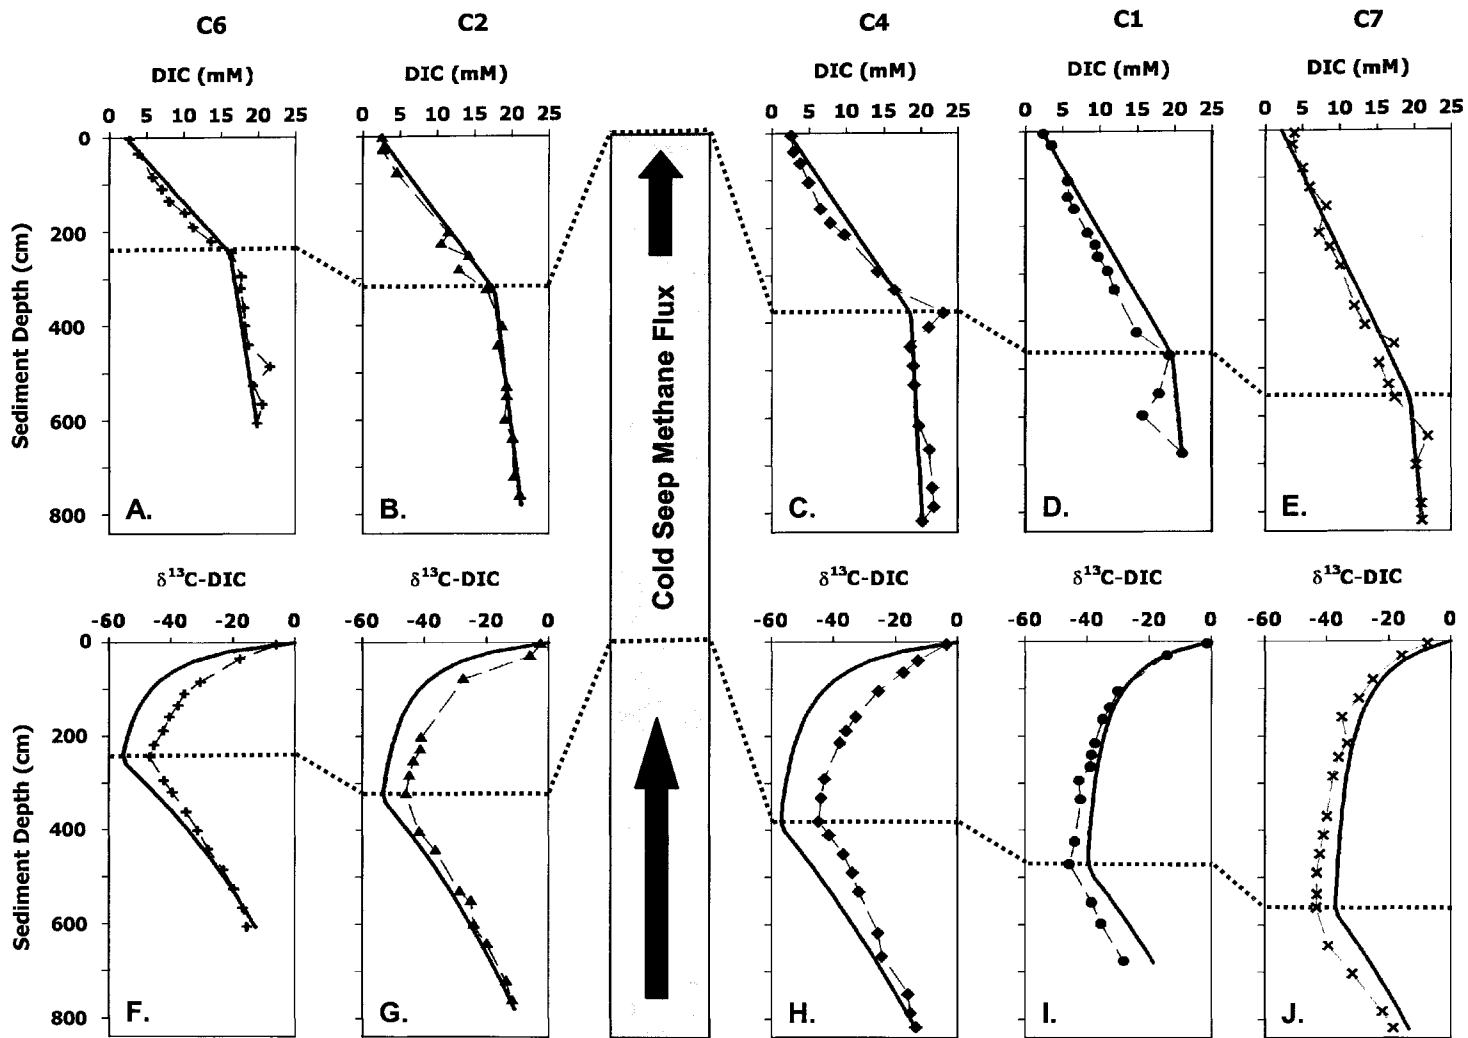 C6 C2 C4 C1 C7
DIC (mM) DIC (mM) DIC (mM) DIC (mM) DIC (mM)
0 5 10 15 20 25 0 5 10 15 20 25 0 5 10 15 20 25 0 5 10 15 20 25 0 5 10 15 20 25
0
200
400
600
800
Sediment Depth (cm)
A. B. C. D. E.
Cold Seep Methane Flux
δ¹³C-DIC δ¹³C-DIC δ¹³C-DIC δ¹³C-DIC δ¹³C-DIC
-60 -40 -20 0 -60 -40 -20 0 -60 -40 -20 0 -60 -40 -20 0 -60 -40 -20 0
0
200
400
600
800
Sediment Depth (cm)
F. G. H. I. J.